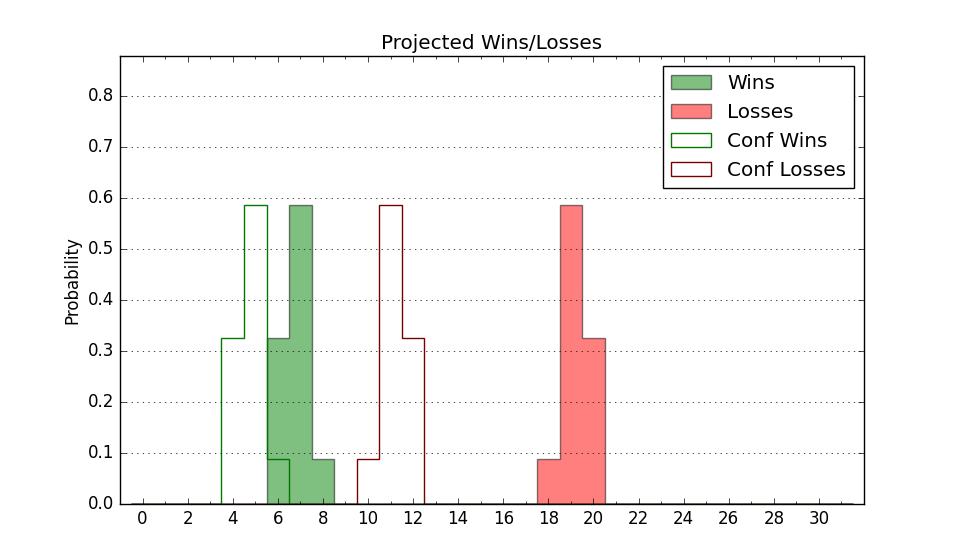 Projected Wins/Losses
Wins
Losses
Conf Wins
Conf Losses
Probability
0.8
0.7
0.6
0.5
0.4
0.3
0.2
0.1
0.0
0 2 4 6 8 10 12 14 16 18 20 22 24 26 28 30